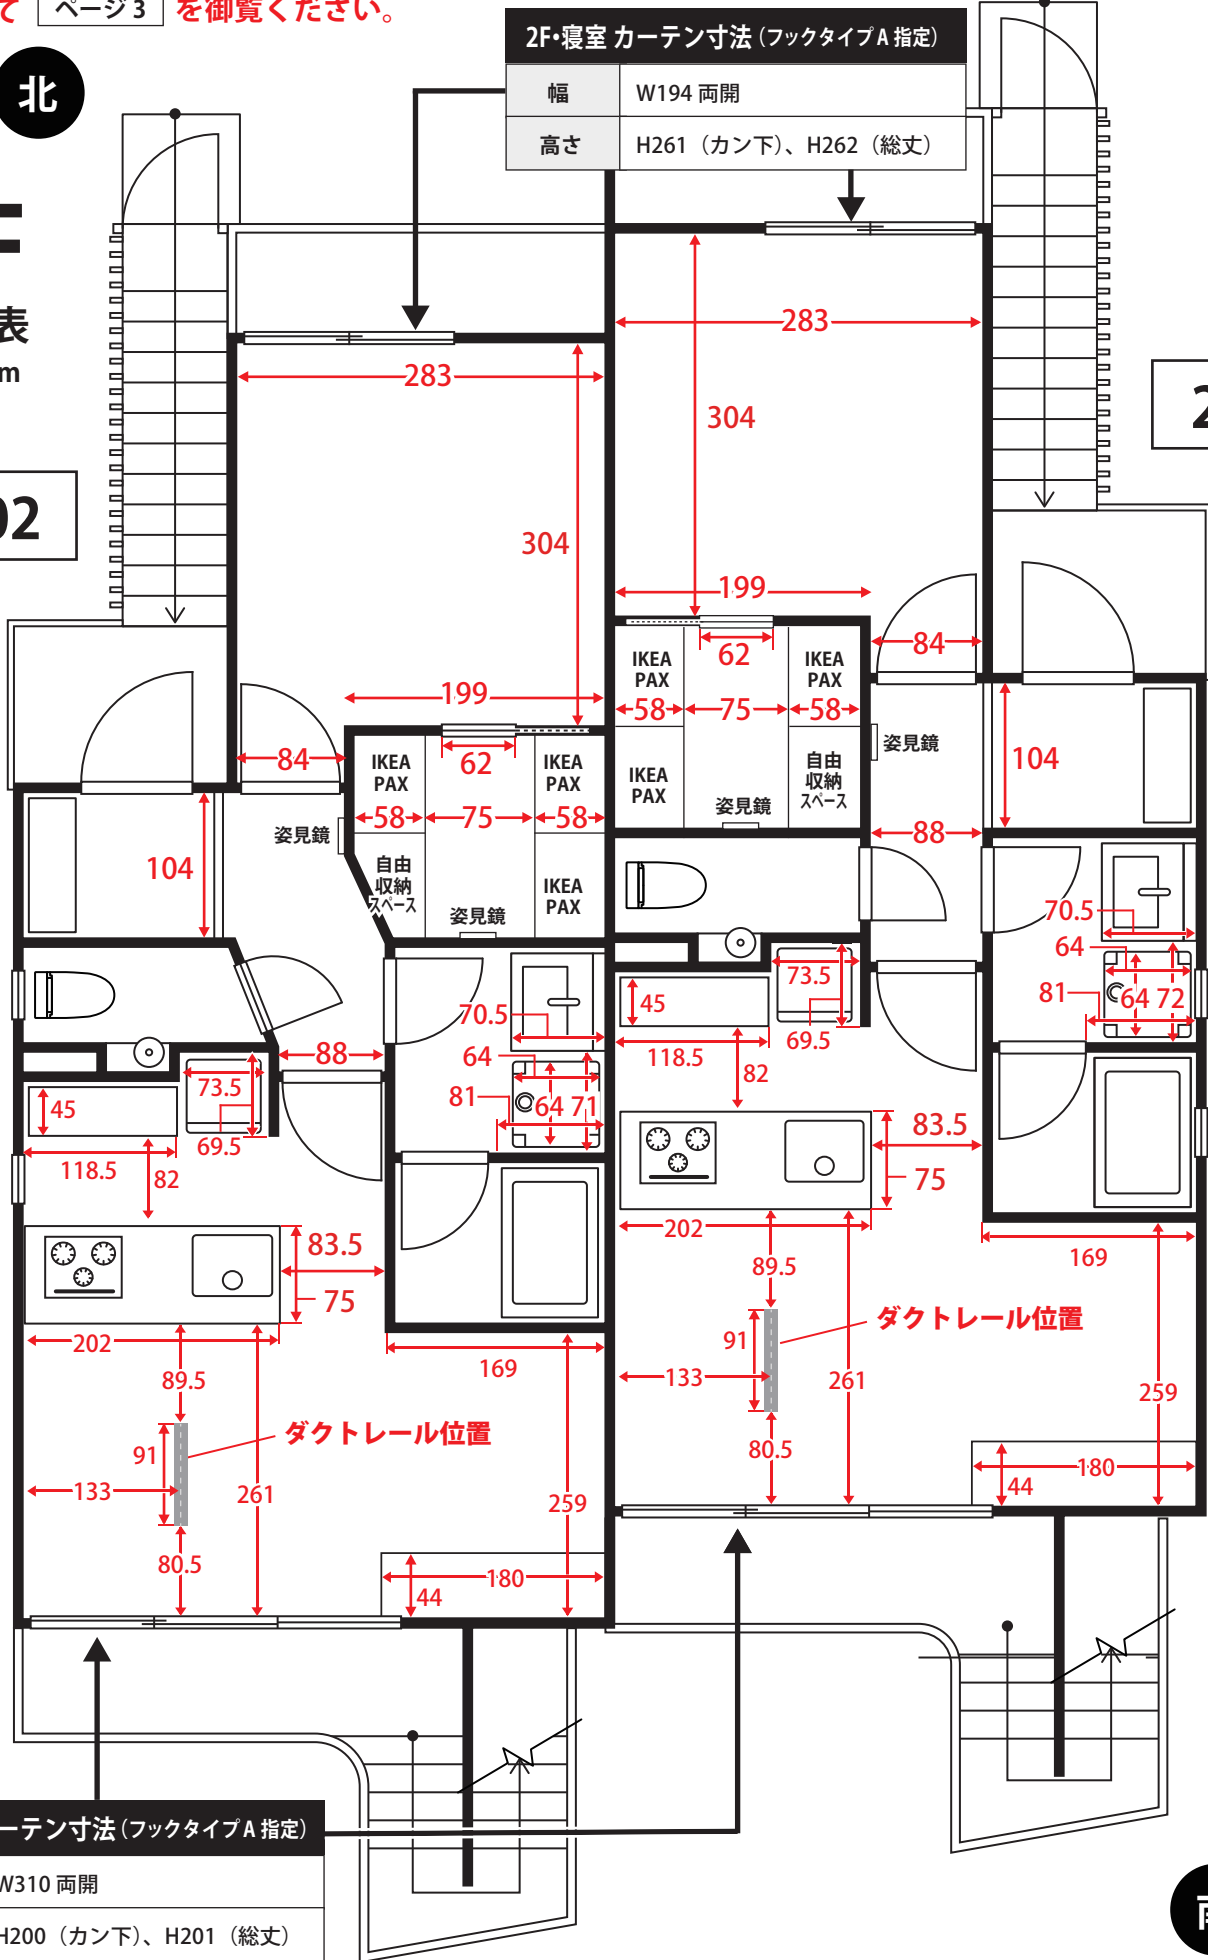 て ページ 3 を御覧ください。
北
2F•寝室 カーテン寸法 (フックタイプ A 指定)
幅 W194 両開
高さ H261（カン下）、H262（総丈）
表
m
02
2
283
304
199
62
84
IKEA
PAX
IKEA
PAX
58
75
58
姿見鏡
104
IKEA
PAX
自由
収納
スペース
姿見鏡
88
283
304
199
84
62
IKEA
PAX
IKEA
PAX
58
75
58
姿見鏡
104
自由
収納
スペース
IKEA
PAX
姿見鏡
88
70.5
64
81
64 72
73.5
69.5
45
118.5
82
83.5
75
202
89.5
169
ダクトレール位置
91
133
261
259
80.5
180
44
70.5
64
81
64 71
73.5
69.5
45
118.5
82
83.5
75
202
89.5
169
ダクトレール位置
91
133
261
259
80.5
180
44
ーテン寸法 (フックタイプ A 指定)
W310 両開
H200（カン下）、H201（総丈）